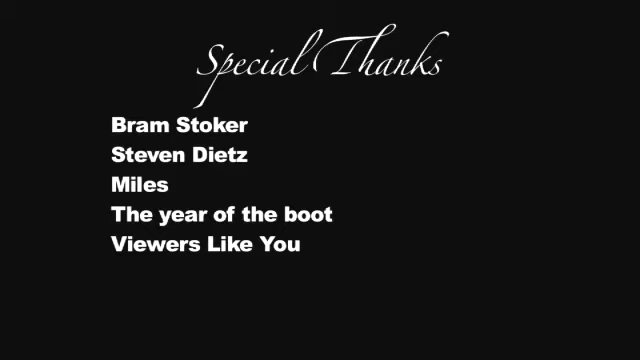 Special Thanks
Bram Stoker
Steven Dietz
Miles
The year of the boot
Viewers Like You